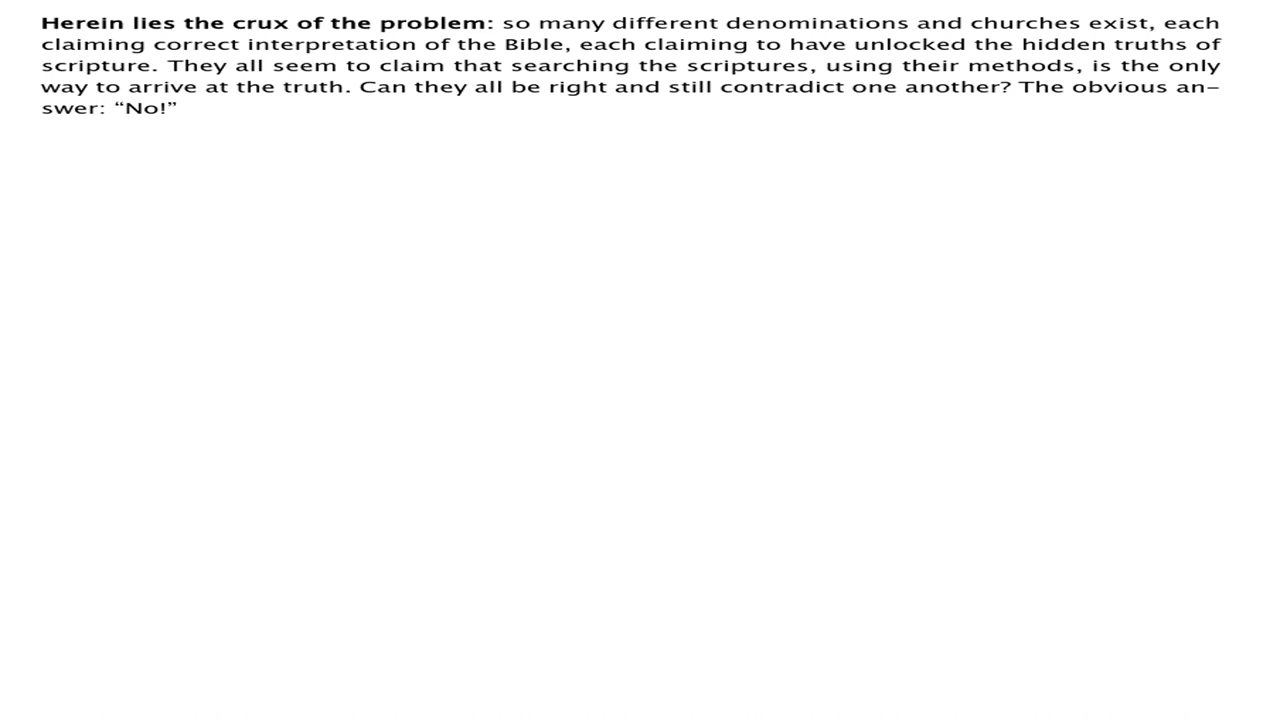 Herein lies the crux of the problem: so many different denominations and churches exist, each
claiming correct interpretation of the Bible, each claiming to have unlocked the hidden truths of
scripture. They all seem to claim that searching the scriptures, using their methods, is the only
way to arrive at the truth. Can they all be right and still contradict one another? The obvious an–
swer: “No!”